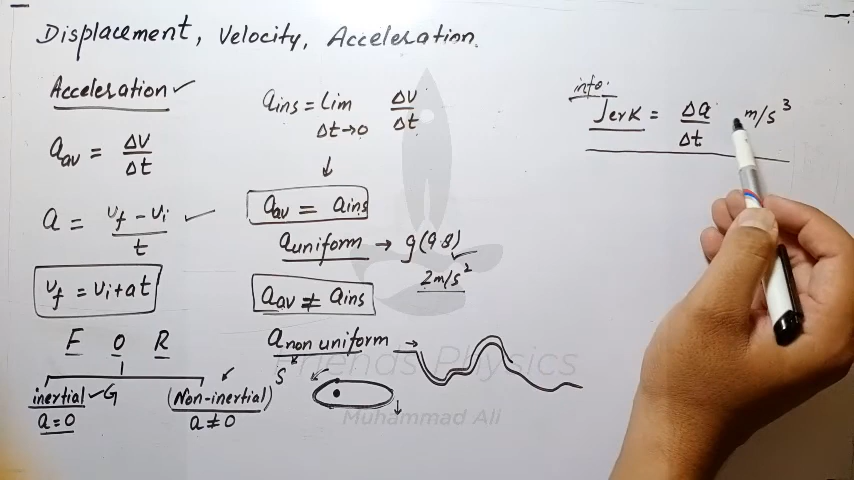 Displacement, Velocity, Acceleration.
Acceleration ✓
a_av = Δv/Δt
a = (v_f - v_i)/t ✓
v_f = v_i + at
F O R
inertial ✓ G
a = 0
(Non-inertial)
a ≠ 0
a_ins = Lim Δt→0 Δv/Δt
↓
a_av = a_ins
a_uniform → g(9.8) ✓
2m/s²
a_av ≠ a_ins
a_non uniform →
S
info:
Jerk = Δa/Δt m/s³
Friends Physics
Muhammad Ali